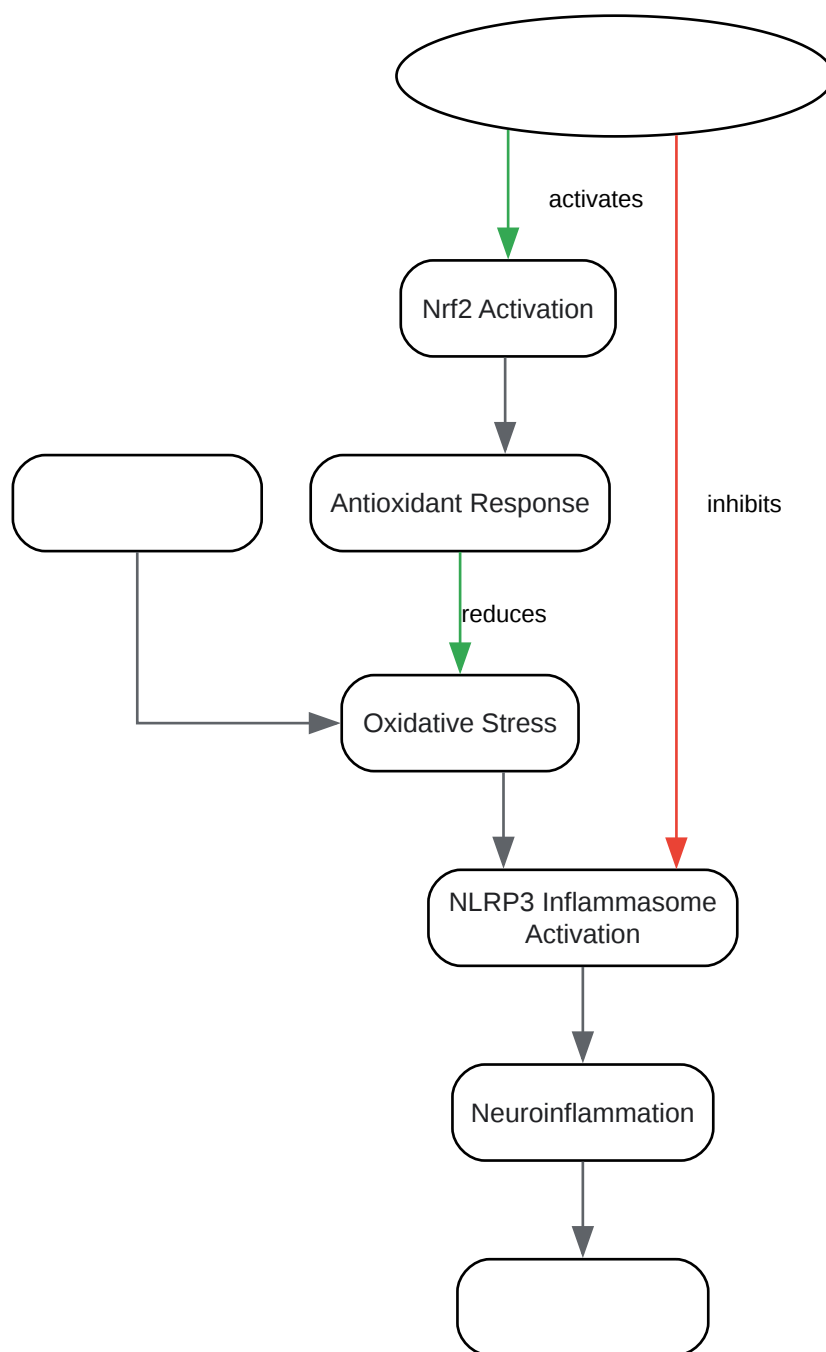 activates
Nrf2 Activation
Antioxidant Response
inhibits
reduces
Oxidative Stress
NLRP3 Inflammasome
Activation
Neuroinflammation